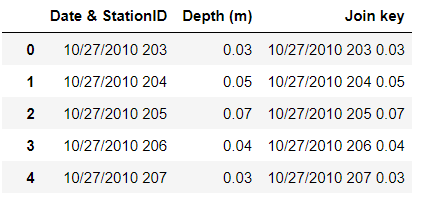 Date & StationID Depth (m) Join key
0 10/27/2010 203 0.03 10/27/2010 203 0.03
1 10/27/2010 204 0.05 10/27/2010 204 0.05
2 10/27/2010 205 0.07 10/27/2010 205 0.07
3 10/27/2010 206 0.04 10/27/2010 206 0.04
4 10/27/2010 207 0.03 10/27/2010 207 0.03